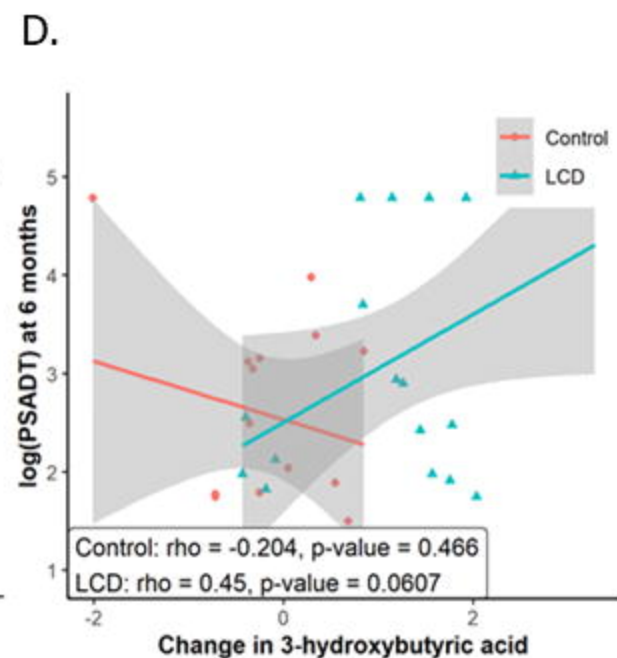 D.
Control
LCD
5
4
3
2
1
log(PSADT) at 6 months
Control: rho = -0.204, p-value = 0.466
LCD: rho = 0.45, p-value = 0.0607
-2
0
2
Change in 3-hydroxybutyric acid